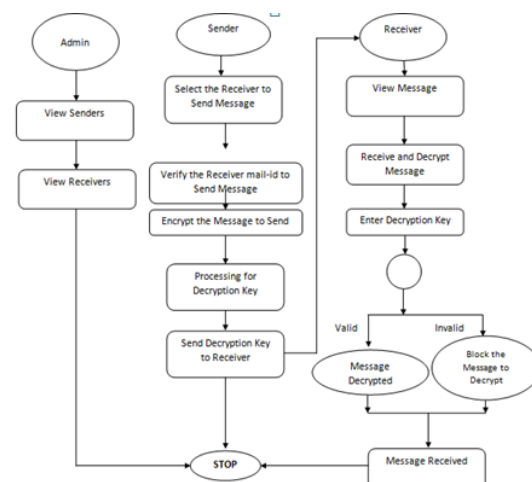 Admin
View Senders
View Receivers
Sender
Select the Receiver to
Send Message
Verify the Receiver mail-id to
Send Message
Encrypt the Message to Send
Processing for
Decryption Key
Send Decryption Key
to Receiver
STOP
Receiver
View Message
Receive and Decrypt
Message
Enter Decryption Key
Valid
Invalid
Message
Decrypted
Block the
Message to
Decrypt
Message Received